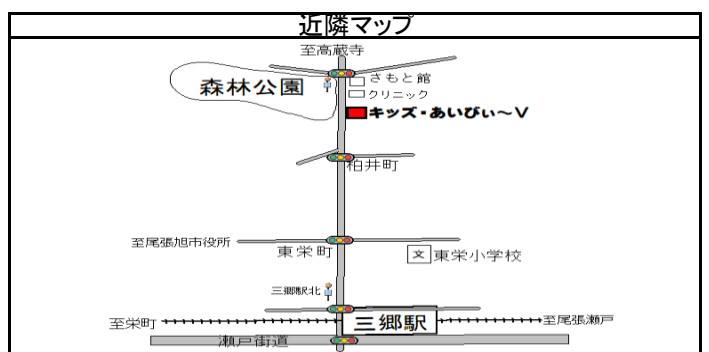 近隣マップ
至高蔵寺
さもと館
森林公園
クリニック
キッズ・あいびぃ～V
柏井町
至尾張旭市役所
東栄町
文 東栄小学校
三郷駅北
至栄町
三郷駅
至尾張瀬戸
瀬戸街道